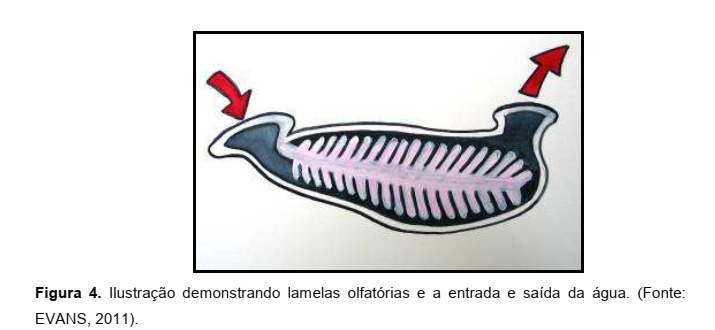 Figura 4. Ilustração demonstrando lamelas olfatórias e a entrada e saída da água. (Fonte:
EVANS, 2011).